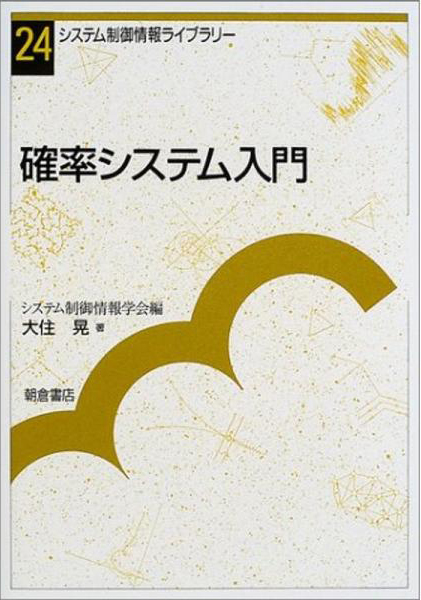 24
システム制御情報ライブラリー
確率システム入門
システム制御情報学会編
大住 晃 著
朝倉書店